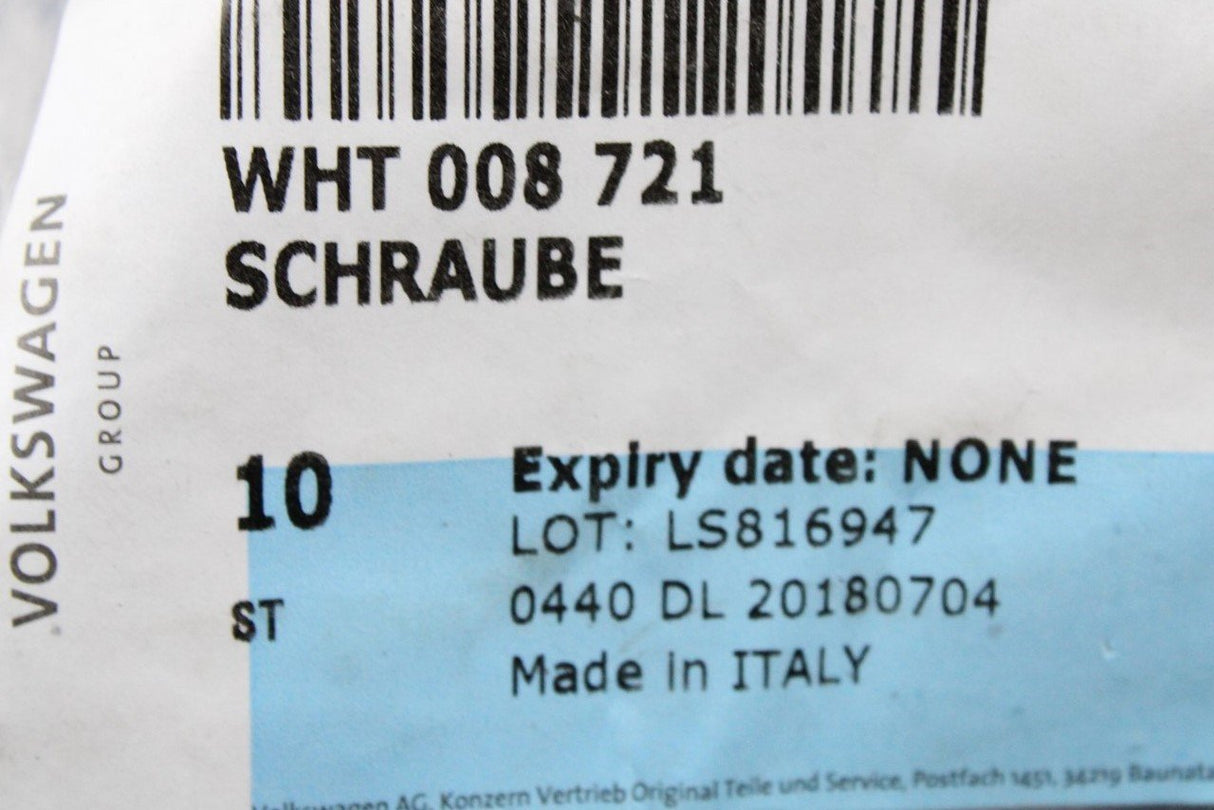 WHT 008 721
SCHRAUBE
VOLKSWAGEN
GROUP
10
ST
Expiry date: NONE
LOT: LS816947
0440 DL 20180704
Made in ITALY
Volkswagen AG, Konzern Vertrieb Original Teile und Service, Postfach 1451, 34219 Baunata